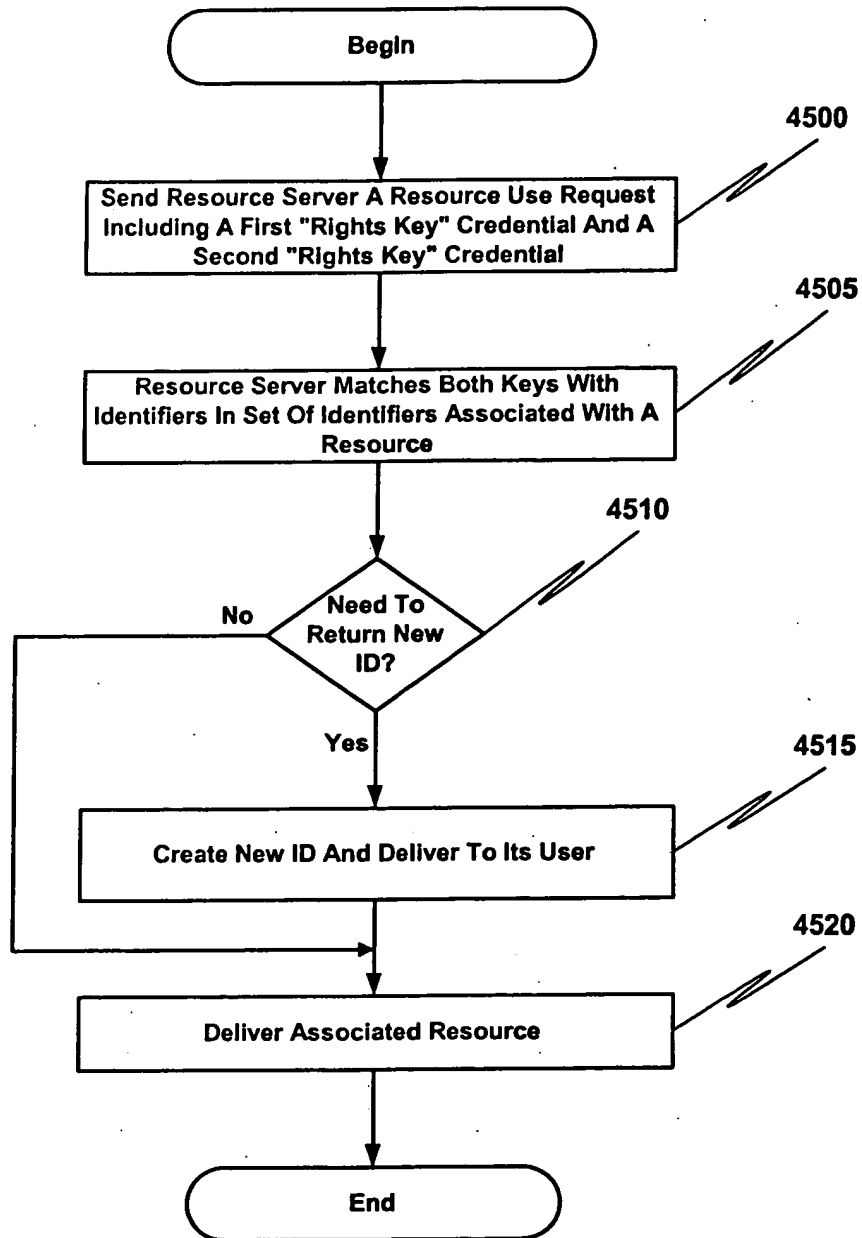 Begin
4500
Send Resource Server A Resource Use Request
Including A First "Rights Key" Credential And A
Second "Rights Key" Credential
4505
Resource Server Matches Both Keys With
Identifiers In Set Of Identifiers Associated With A
Resource
4510
No
Need To
Return New
ID?
Yes
4515
Create New ID And Deliver To Its User
4520
Deliver Associated Resource
End